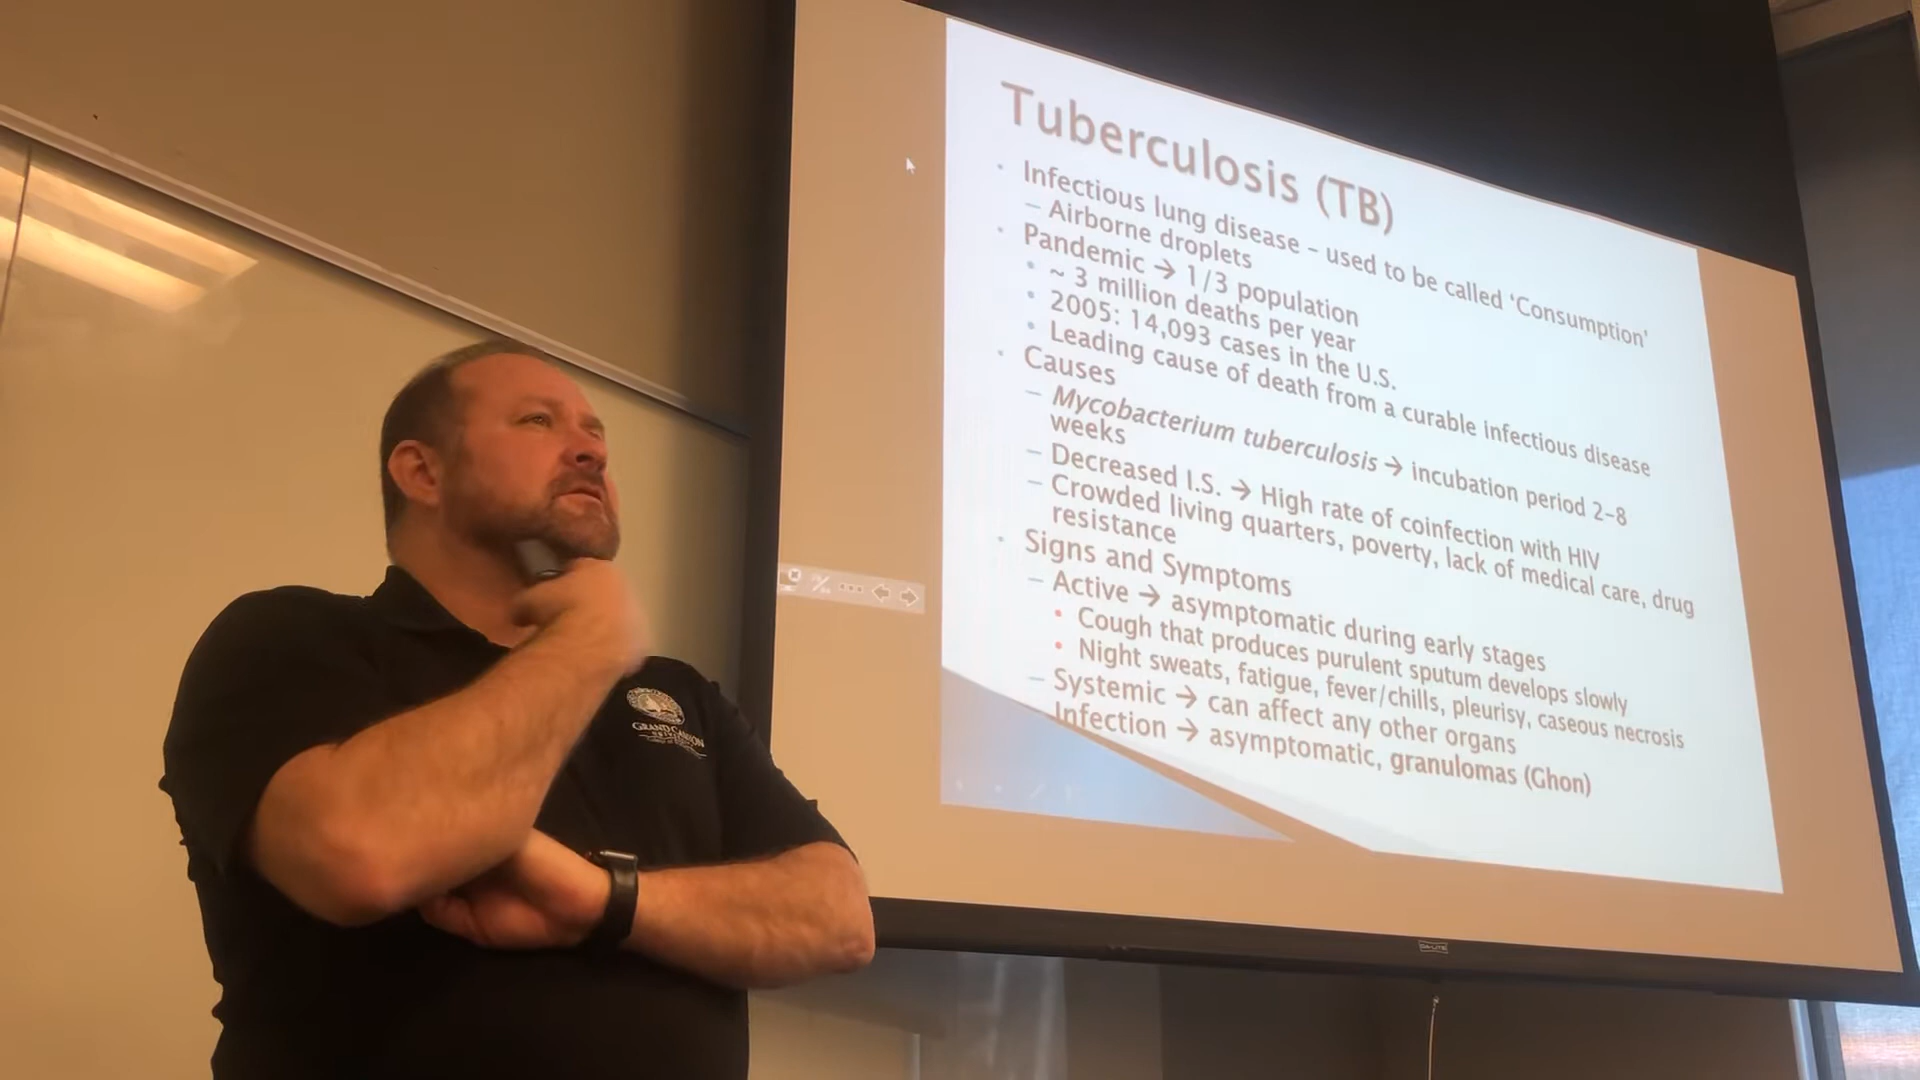 Tuberculosis (TB)
• Infectious lung disease – used to be called ‘Consumption’
– Airborne droplets
• Pandemic → 1/3 population
• ~ 3 million deaths per year
• 2005: 14,093 cases in the U.S.
• Leading cause of death from a curable infectious disease
• Causes
– Mycobacterium tuberculosis → incubation period 2–8
weeks
– Decreased I.S. → High rate of coinfection with HIV
– Crowded living quarters, poverty, lack of medical care, drug
resistance
• Signs and Symptoms
– Active → asymptomatic during early stages
• Cough that produces purulent sputum develops slowly
• Night sweats, fatigue, fever/chills, pleurisy, caseous necrosis
– Systemic → can affect any other organs
Infection → asymptomatic, granulomas (Ghon)
GRAND CANYON
DA-LITE